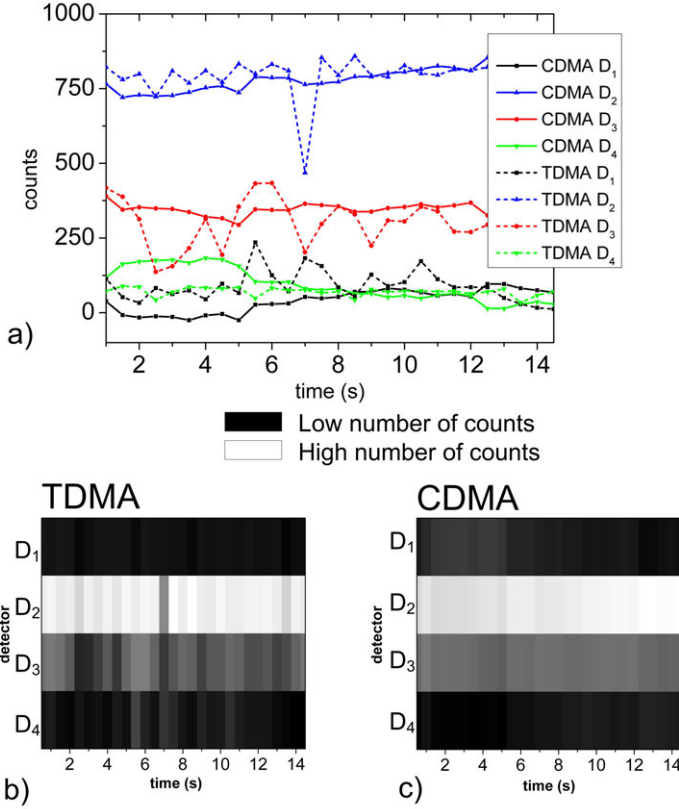 1000
750
500
250
0
counts
CDMA D1
CDMA D2
CDMA D3
CDMA D4
TDMA D1
TDMA D2
TDMA D3
TDMA D4
2 4 6 8 10 12 14
time (s)
a)
Low number of counts
High number of counts
TDMA
D1
D2
D3
D4
detector
2 4 6 8 10 12 14
time (s)
b)
CDMA
D1
D2
D3
D4
detector
2 4 6 8 10 12 14
time (s)
c)